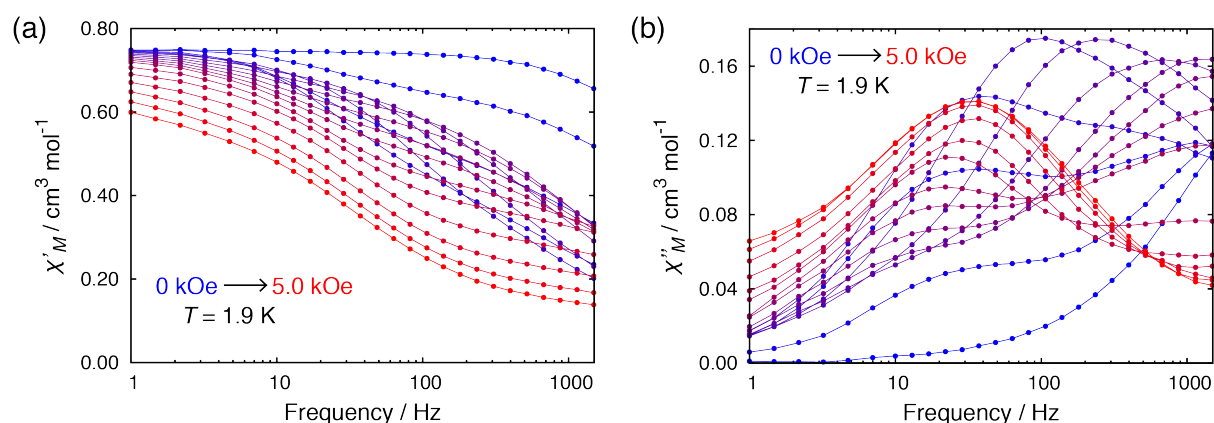 (a)
0.80
0.60
0.40
0.20
0.00
χ′M / cm³ mol⁻¹
0 kOe → 5.0 kOe
T = 1.9 K
1 10 100 1000
Frequency / Hz
(b)
0.16
0.12
0.08
0.04
0.00
χ″M / cm³ mol⁻¹
0 kOe → 5.0 kOe
T = 1.9 K
1 10 100 1000
Frequency / Hz